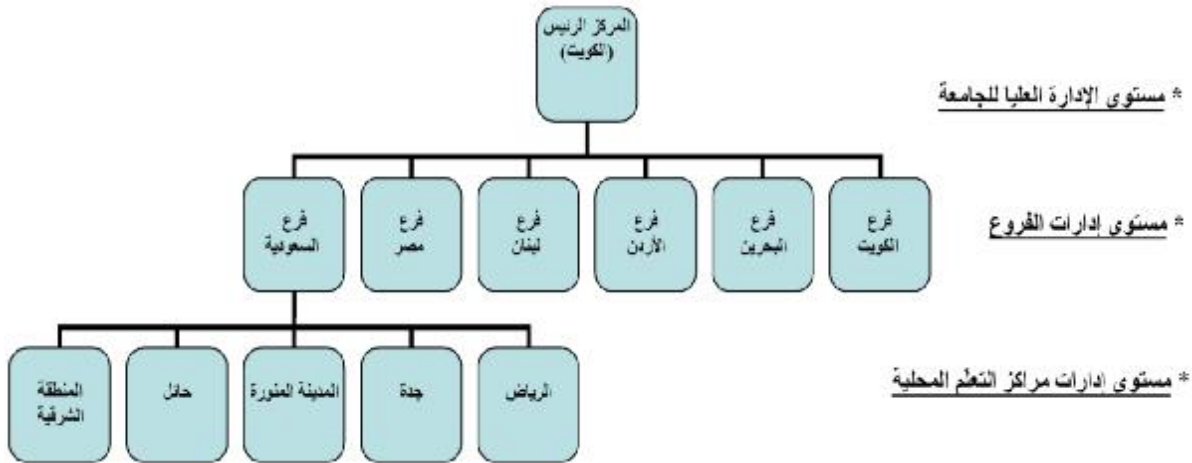 المركز الرئيس
(الكويت)
* مستوى الإدارة العليا للجامعة
فرع
الكويت
فرع
البحرين
فرع
الأردن
فرع
لبنان
فرع
مصر
فرع
السعودية
* مستوى إدارات الفروع
الرياض
جدة
المدينة المنورة
حائل
المنطقة
الشرقية
* مستوى إدارات مراكز التعلم المحلية